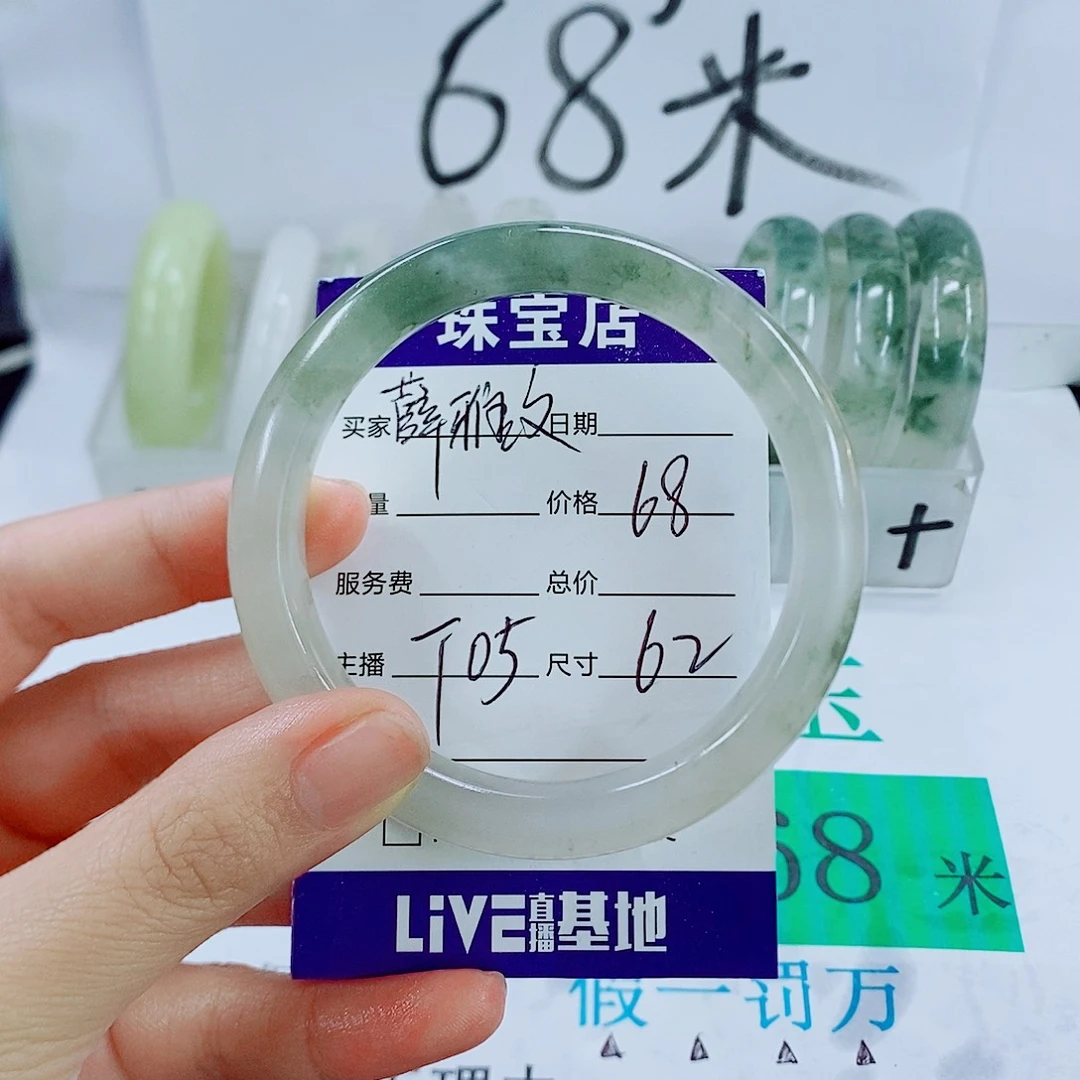 68米
珠宝店
买家 薛雅文 日期
量 价格 68
服务费 总价
主播 T05 尺寸 62
LiVE直播基地
+
玉
68 米
假一罚万